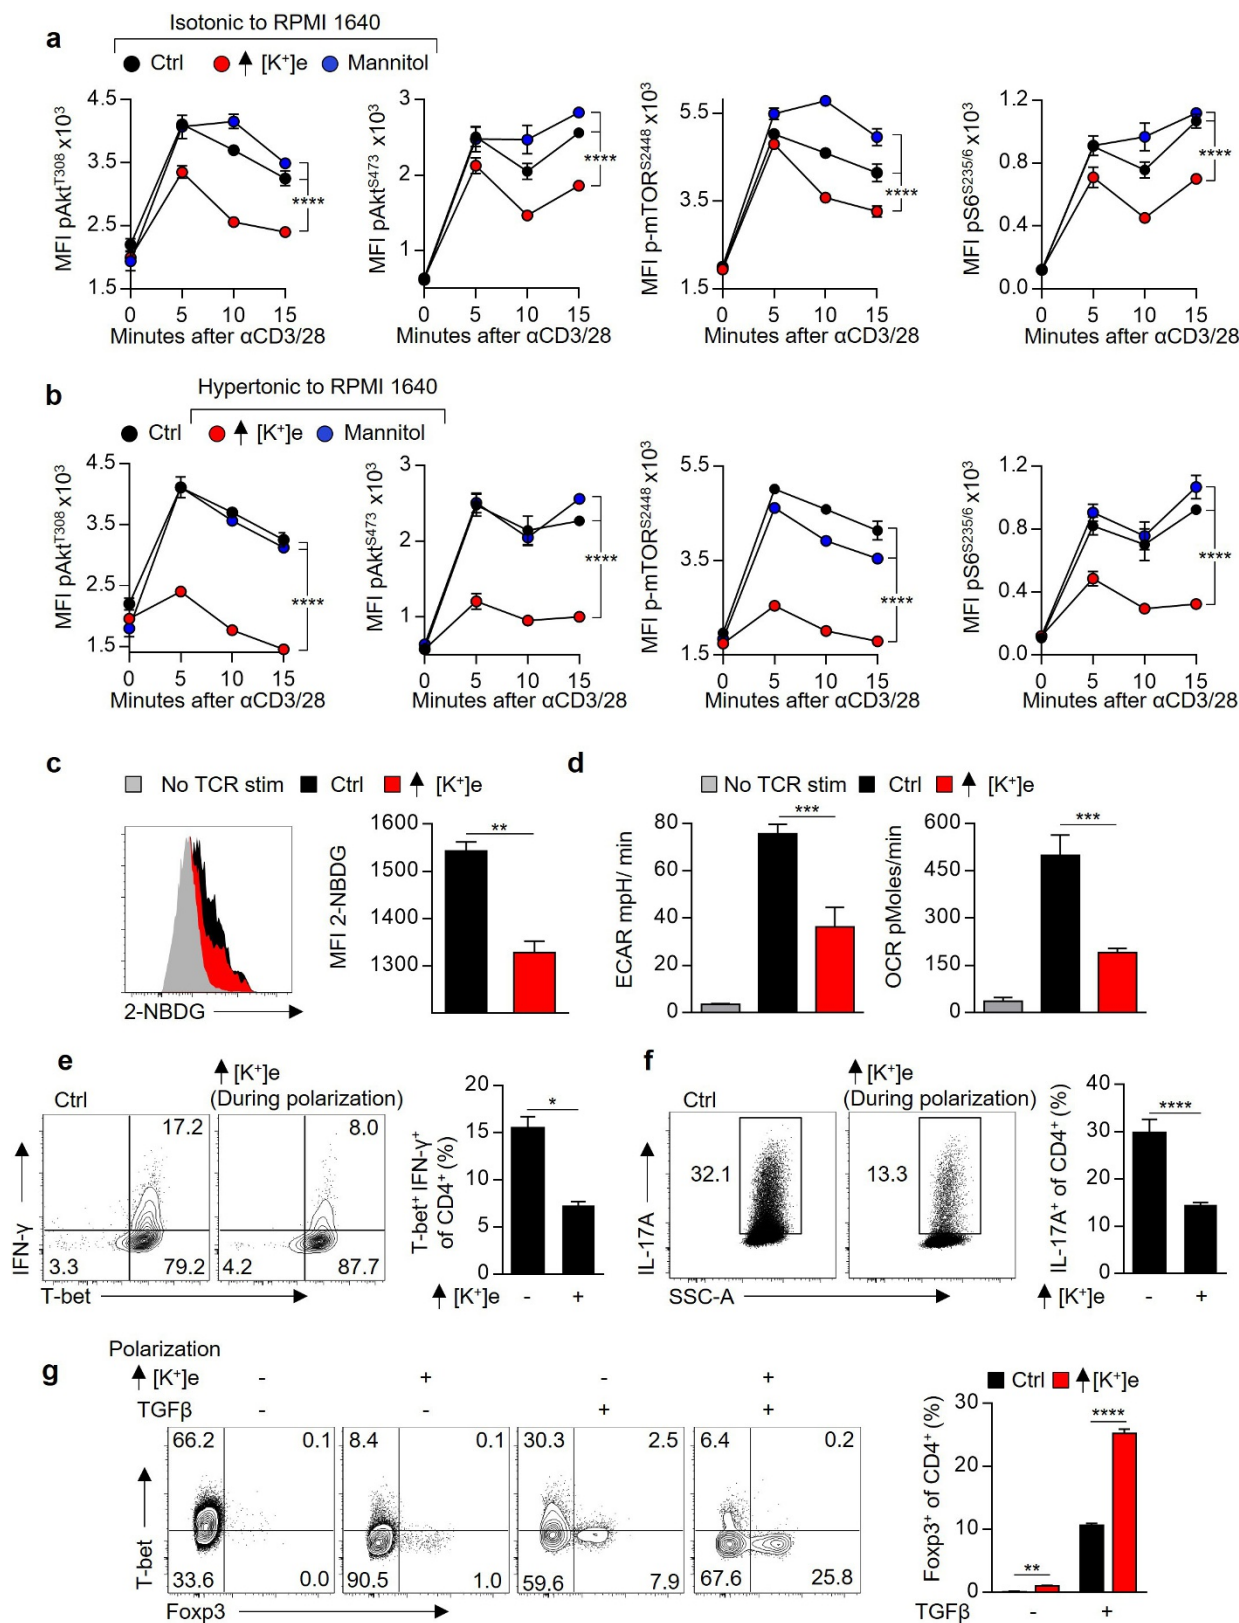 a
Isotonic to RPMI 1640
Ctrl [K⁺]e Mannitol
MFI pAktᵀ³⁰⁸ x10³
4.5
3.5
2.5
1.5
0 5 10 15
Minutes after αCD3/28
MFI pAktˢ⁴⁷³ x10³
3
2
1
0 5 10 15
Minutes after αCD3/28
MFI p-mTORˢ²⁴⁴⁸ x10³
5.5
3.5
1.5
0 5 10 15
Minutes after αCD3/28
MFI pS6ˢ²³⁵ᐟ⁶ x10³
1.2
0.9
0.6
0.3
0.0
0 5 10 15
Minutes after αCD3/28
**** **** **** ****
b
Hypertonic to RPMI 1640
Ctrl [K⁺]e Mannitol
MFI pAktᵀ³⁰⁸ x10³
4.5
3.5
2.5
1.5
0 5 10 15
Minutes after αCD3/28
MFI pAktˢ⁴⁷³ x10³
3
2
1
0 5 10 15
Minutes after αCD3/28
MFI p-mTORˢ²⁴⁴⁸ x10³
5.5
3.5
1.5
0 5 10 15
Minutes after αCD3/28
MFI pS6ˢ²³⁵ᐟ⁶ x10³
1.2
0.8
0.4
0.0
0 5 10 15
Minutes after αCD3/28
**** **** **** ****
c
No TCR stim Ctrl [K⁺]e
2-NBDG
MFI 2-NBDG
1600
1500
1400
1300
**
d
No TCR stim Ctrl [K⁺]e
ECAR mpH/ min
80
60
40
20
0
***
OCR pMoles/min
600
450
300
150
0
***
e
Ctrl
[K⁺]e
(During polarization)
17.2 8.0
3.3 79.2 4.2 87.7
IFN-γ
T-bet
T-bet⁺ IFN-γ⁺
of CD4⁺ (%)
20
15
10
5
0
*
[K⁺]e - +
f
Ctrl
[K⁺]e
(During polarization)
32.1 13.3
IL-17A
SSC-A
IL-17A⁺ of CD4⁺ (%)
40
30
20
10
0
****
[K⁺]e - +
g
Polarization
[K⁺]e - + - +
TGFβ - - + +
66.2 0.1 8.4 0.1 30.3 2.5 6.4 0.2
33.6 0.0 90.5 1.0 59.6 7.9 67.6 25.8
T-bet
Foxp3
Ctrl [K⁺]e
Foxp3⁺ of CD4⁺ (%)
30
20
10
0
** ****
TGFβ - +